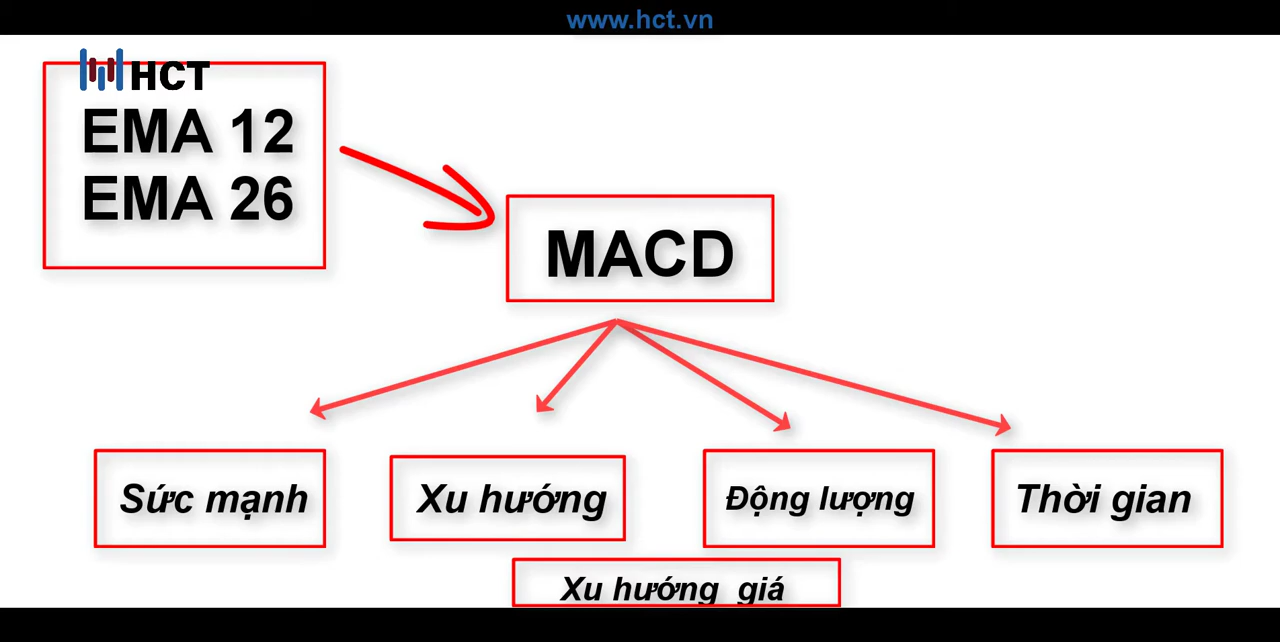 www.hct.vn
HCT
EMA 12
EMA 26
MACD
Sức mạnh
Xu hướng
Động lượng
Thời gian
Xu hướng giá